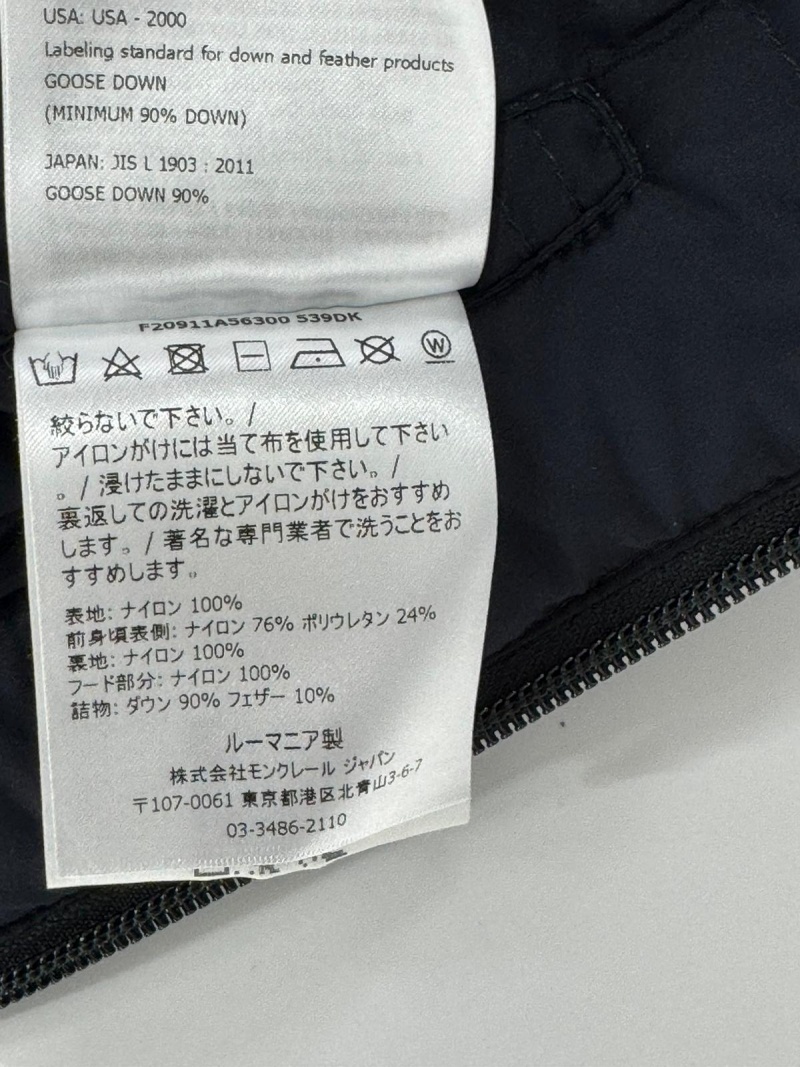 USA: USA - 2000
Labeling standard for down and feather products
GOOSE DOWN
(MINIMUM 90% DOWN)
JAPAN: JIS L 1903 : 2011
GOOSE DOWN 90%
F20911A56300 539DK
W
絞らないで下さい。/
アイロンがけには当て布を使用して下さい
。/ 浸けたままにしないで下さい。/
裏返しての洗濯とアイロンがけをおすすめ
します。/ 著名な専門業者で洗うことをお
すすめします。
表地: ナイロン 100%
前身頃表側: ナイロン 76% ポリウレタン 24%
裏地: ナイロン 100%
フード部分: ナイロン 100%
詰物: ダウン 90% フェザー 10%
ルーマニア製
株式会社モンクレール ジャパン
〒107-0061 東京都港区北青山3-6-7
03-3486-2110